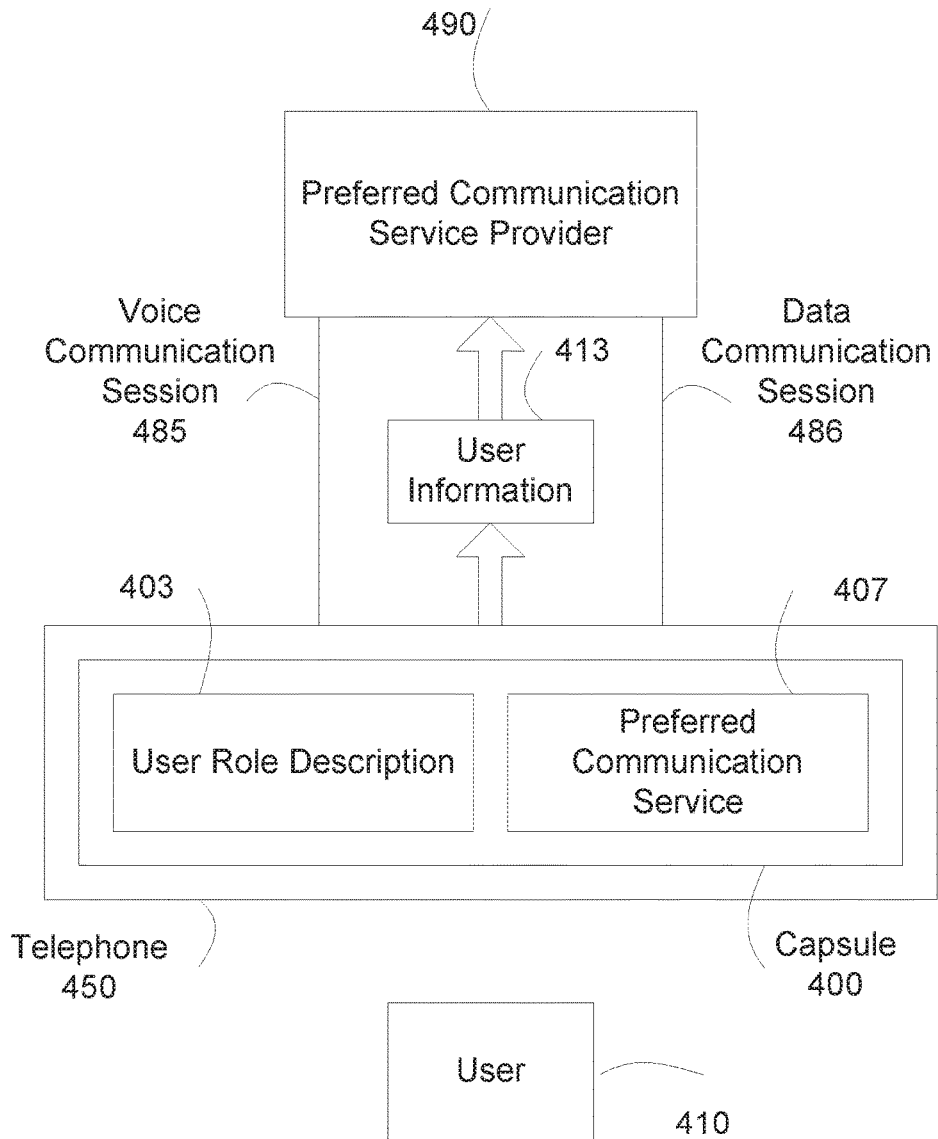 490
Preferred Communication
Service Provider
Voice
Communication
Session
485
413
Data
Communication
Session
486
User
Information
403
407
User Role Description
Preferred
Communication
Service
Telephone
450
Capsule
400
User
410